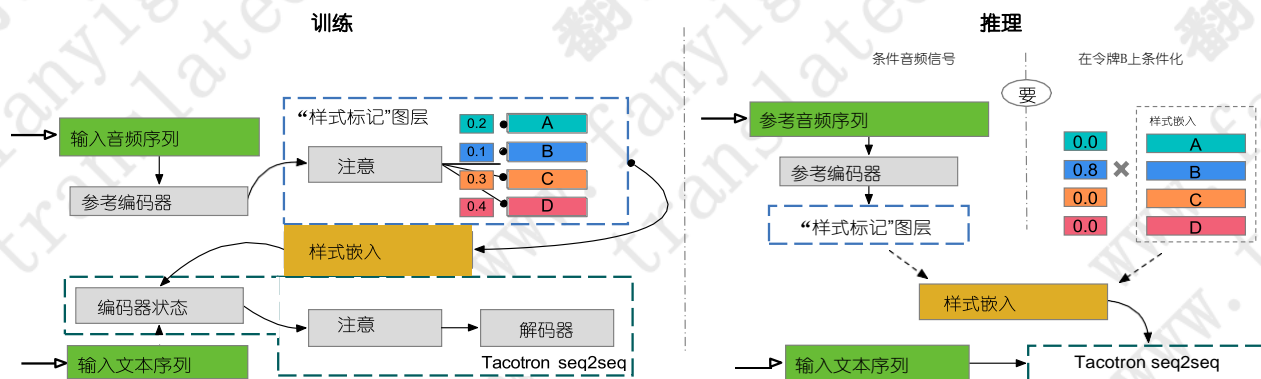 训练
输入音频序列
参考编码器
“样式标记”图层
注意
0.2
A
0.1
B
0.3
C
0.4
D
样式嵌入
编码器状态
注意
解码器
输入文本序列
Tacotron seq2seq
推理
条件音频信号
在令牌B上条件化
要
参考音频序列
参考编码器
“样式标记”图层
样式嵌入
0.0
A
0.8
B
0.0
C
0.0
D
样式嵌入
输入文本序列
Tacotron seq2seq